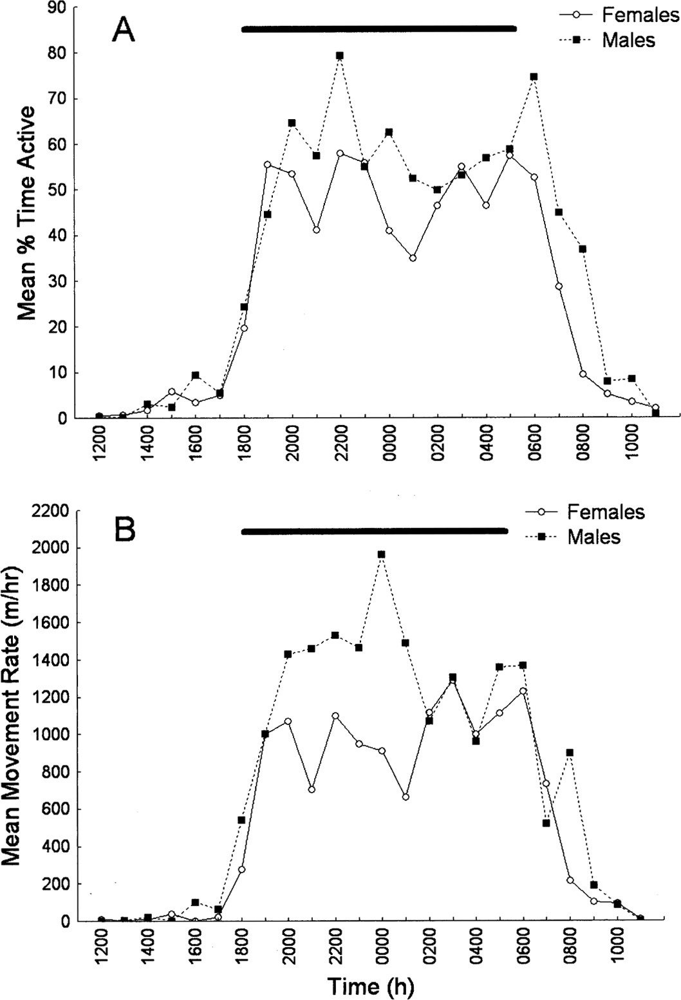 A
Females
Males
Mean % Time Active
90
80
70
60
50
40
30
20
10
0
1200 1400 1600 1800 2000 2200 0000 0200 0400 0600 0800 1000
B
Females
Males
Mean Movement Rate (m/hr)
2200
2000
1800
1600
1400
1200
1000
800
600
400
200
0
1200 1400 1600 1800 2000 2200 0000 0200 0400 0600 0800 1000
Time (h)